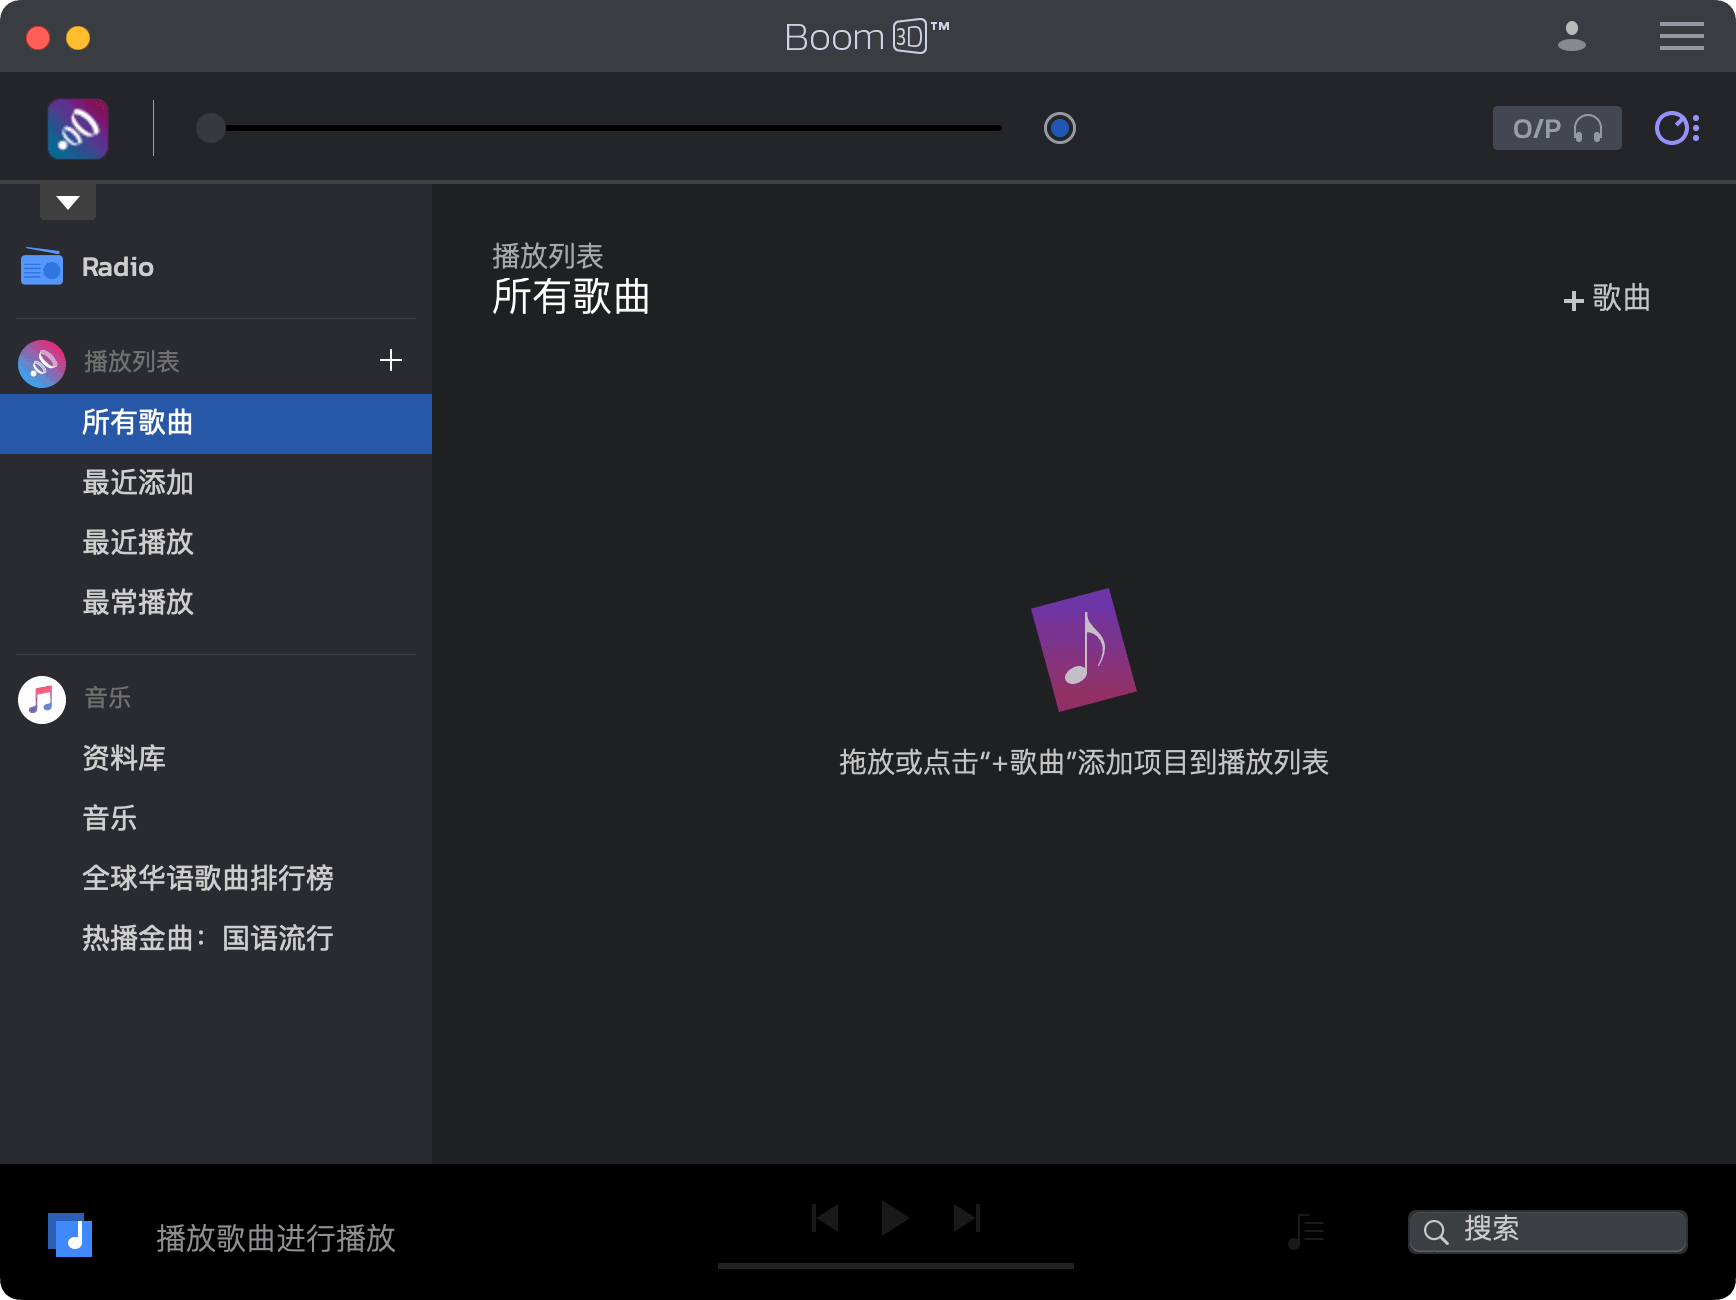 Boom 3D™
O/P
Radio
播放列表
所有歌曲
最近添加
最近播放
最常播放
音乐
资料库
音乐
全球华语歌曲排行榜
热播金曲：国语流行
播放列表
所有歌曲
+ 歌曲
拖放或点击“+歌曲”添加项目到播放列表
播放歌曲进行播放
搜索